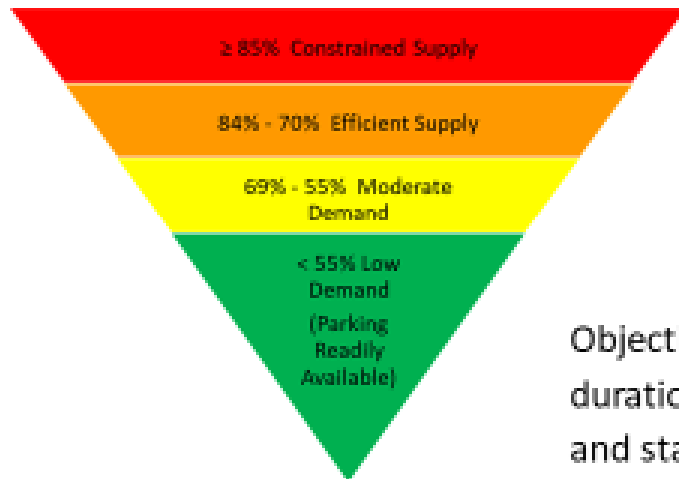 ≥ 85% Constrained Supply
84% - 70% Efficient Supply
69% - 55% Moderate
Demand
< 55% Low
Demand
(Parking
Readily
Available)
Object
duratio
and sta